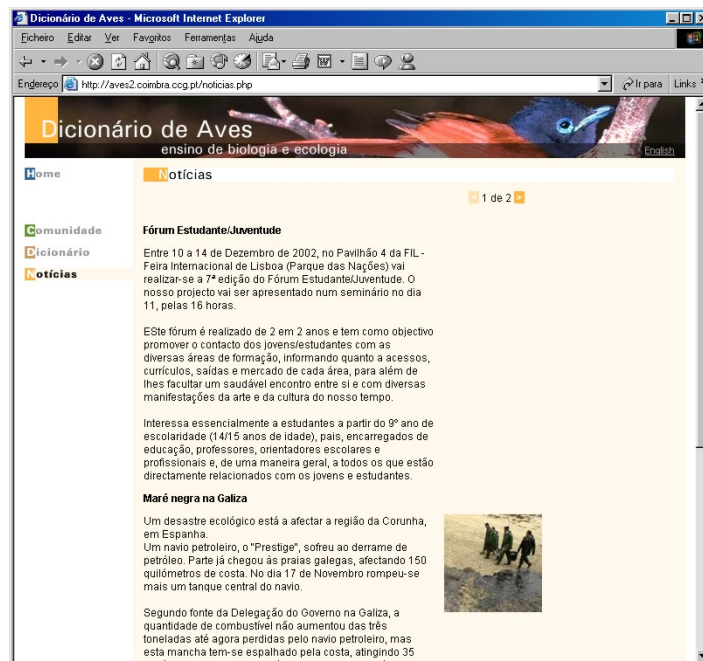 Dicionário de Aves - Microsoft Internet Explorer
Ficheiro Editar Ver Favoritos Ferramentas Ajuda
Endereço http://aves2.coimbra.ccg.pt/noticias.php Ir para Links
Dicionário de Aves
ensino de biologia e ecologia
English
Home
Notícias
1 de 2
Comunidade
Dicionário
Notícias
Fórum Estudante/Juventude
Entre 10 a 14 de Dezembro de 2002, no Pavilhão 4 da FIL -
Feira Internacional de Lisboa (Parque das Nações) vai
realizar-se a 7ª edição do Fórum Estudante/Juventude. O
nosso projecto vai ser apresentado num seminário no dia
11, pelas 16 horas.
ESte fórum é realizado de 2 em 2 anos e tem como objectivo
promover o contacto dos jovens/estudantes com as
diversas áreas de formação, informando quanto a acessos,
currículos, saídas e mercado de cada área, para além de
lhes facultar um saudável encontro entre si e com diversas
manifestações da arte e da cultura do nosso tempo.
Interessa essencialmente a estudantes a partir do 9º ano de
escolaridade (14/15 anos de idade), pais, encarregados de
educação, professores, orientadores escolares e
profissionais e, de uma maneira geral, a todos os que estão
directamente relacionados com os jovens e estudantes.
Maré negra na Galiza
Um desastre ecológico está a afectar a região da Corunha,
em Espanha.
Um navio petroleiro, o "Prestige", sofreu ao derrame de
petróleo. Parte já chegou às praias galegas, afectando 150
quilómetros de costa. No dia 17 de Novembro rompeu-se
mais um tanque central do navio.
Segundo fonte da Delegação do Governo na Galiza, a
quantidade de combustível não aumentou das três
toneladas até agora perdidas pelo navio petroleiro, mas
esta mancha tem-se espalhado pela costa, atingindo 35